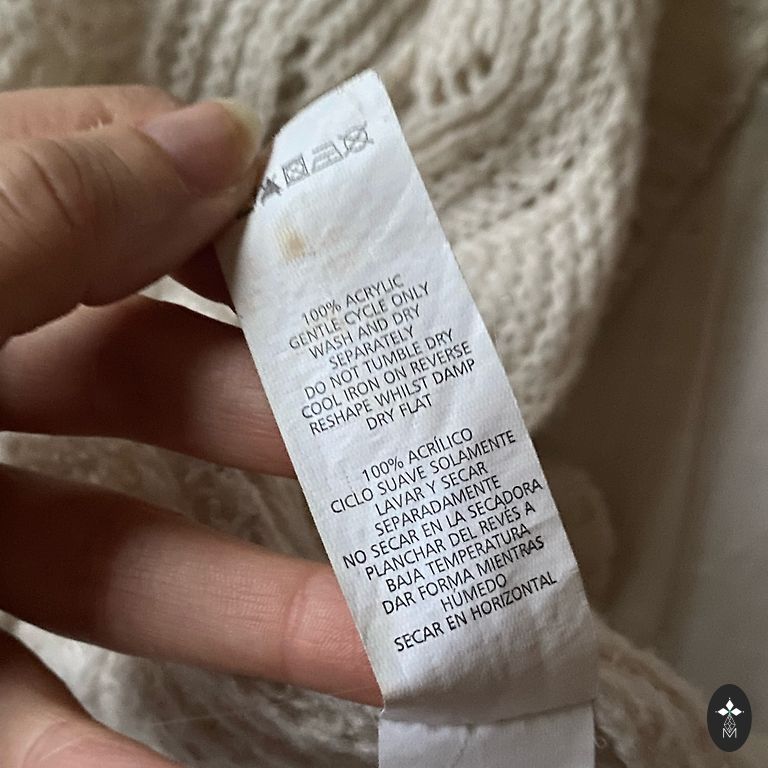 100% ACRYLIC
GENTLE CYCLE ONLY
WASH AND DRY
SEPARATELY
DO NOT TUMBLE DRY
COOL IRON ON REVERSE
RESHAPE WHILST DAMP
DRY FLAT
100% ACRÍLICO
CICLO SUAVE SOLAMENTE
LAVAR Y SECAR
SEPARADAMENTE
NO SECAR EN LA SECADORA
PLANCHAR DEL REVÉS A
BAJA TEMPERATURA
DAR FORMA MIENTRAS
HÚMEDO
SECAR EN HORIZONTAL
M